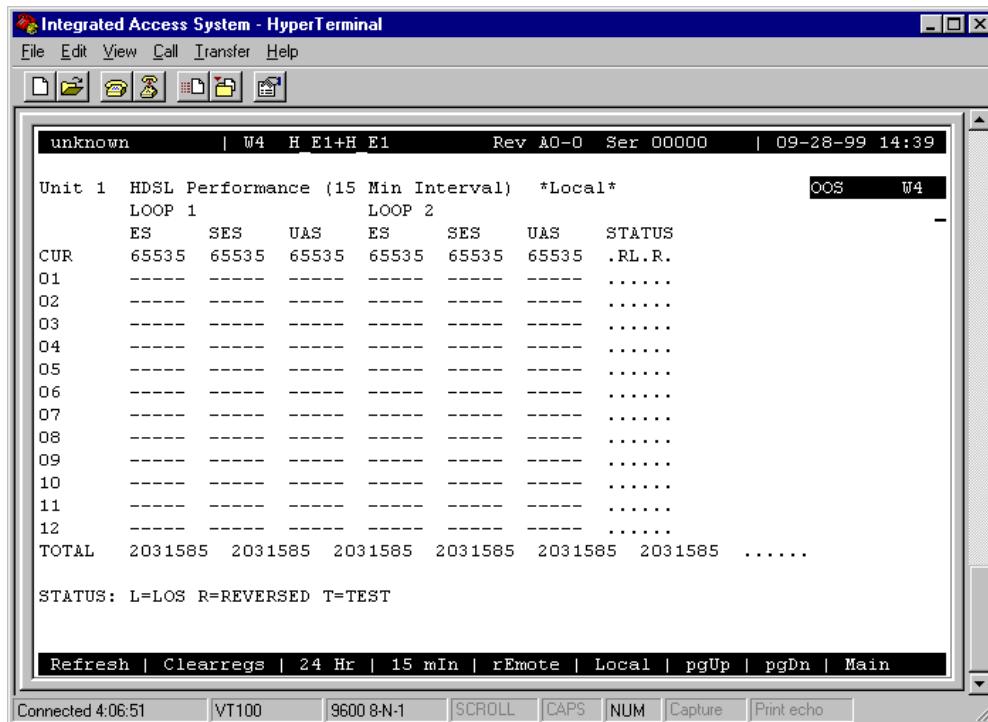 Integrated Access System - HyperTerminal
File Edit View Call Transfer Help
unknown | W4 H_E1+H_E1 Rev A0-0 Ser 00000 | 09-28-99 14:39
Unit 1 HDSL Performance (15 Min Interval) *Local* OOS W4
LOOP 1 LOOP 2
ES SES UAS ES SES UAS STATUS
CUR 65535 65535 65535 65535 65535 65535 .RL.R.
01 ----- ----- ----- ----- ----- ----- ......
02 ----- ----- ----- ----- ----- ----- ......
03 ----- ----- ----- ----- ----- ----- ......
04 ----- ----- ----- ----- ----- ----- ......
05 ----- ----- ----- ----- ----- ----- ......
06 ----- ----- ----- ----- ----- ----- ......
07 ----- ----- ----- ----- ----- ----- ......
08 ----- ----- ----- ----- ----- ----- ......
09 ----- ----- ----- ----- ----- ----- ......
10 ----- ----- ----- ----- ----- ----- ......
11 ----- ----- ----- ----- ----- ----- ......
12 ----- ----- ----- ----- ----- ----- ......
TOTAL 2031585 2031585 2031585 2031585 2031585 2031585 ......
STATUS: L=LOS R=REVERSED T=TEST
Refresh | Clearregs | 24 Hr | 15 mIn | rEmote | Local | pgUp | pgDn | Main
Connected 4:06:51 VT100 9600 8-N-1 SCROLL CAPS NUM Capture Print echo